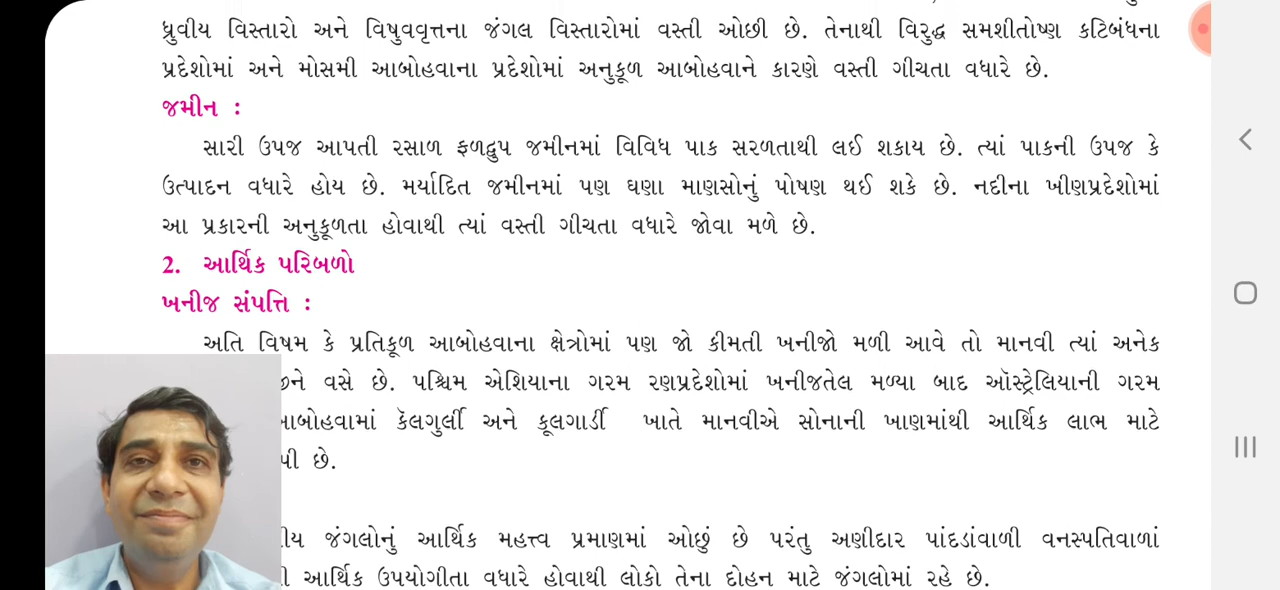 ધ્રુવીય વિસ્તારો અને વિષુવવૃત્તના જંગલ વિસ્તારોમાં વસ્તી ઓછી છે. તેનાથી વિરુદ્ધ સમશીતોષ્ણ કટિબંધના
પ્રદેશોમાં અને મોસમી આબોહવાના પ્રદેશોમાં અનુકૂળ આબોહવાને કારણે વસ્તી ગીચતા વધારે છે.
જમીન :
સારી ઉપજ આપતી રસાળ ફળદ્રુપ જમીનમાં વિવિધ પાક સરળતાથી લઈ શકાય છે. ત્યાં પાકની ઉપજ કે
ઉત્પાદન વધારે હોય છે. મર્યાદિત જમીનમાં પણ ઘણા માણસોનું પોષણ થઈ શકે છે. નદીના ખીણપ્રદેશોમાં
આ પ્રકારની અનુકૂળતા હોવાથી ત્યાં વસ્તી ગીચતા વધારે જોવા મળે છે.
2. આર્થિક પરિબળો
ખનીજ સંપત્તિ :
અતિ વિષમ કે પ્રતિકૂળ આબોહવાના ક્ષેત્રોમાં પણ જો કીમતી ખનીજો મળી આવે તો માનવી ત્યાં અનેક
વસે છે. પશ્ચિમ એશિયાના ગરમ રણપ્રદેશોમાં ખનીજતેલ મળ્યા બાદ ઑસ્ટ્રેલિયાની ગરમ
કૅલગુર્લી અને કૂલગાર્ડી ખાતે માનવીએ સોનાની ખાણમાંથી આર્થિક લાભ માટે
છે.
જંગલોનું આર્થિક મહત્ત્વ પ્રમાણમાં ઓછું છે પરંતુ અણીદાર પાંદડાંવાળી વનસ્પતિવાળાં
આર્થિક ઉપયોગીતા વધારે હોવાથી લોકો તેના દોહન માટે જંગલોમાં રહે છે.